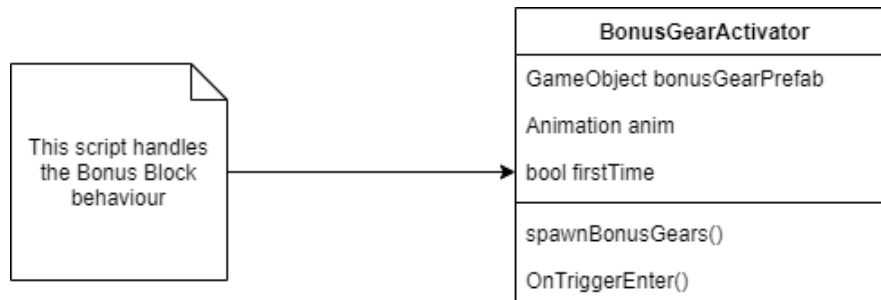 This script handles
the Bonus Block
behaviour
BonusGearActivator
GameObject bonusGearPrefab
Animation anim
bool firstTime
spawnBonusGears()
OnTriggerEnter()